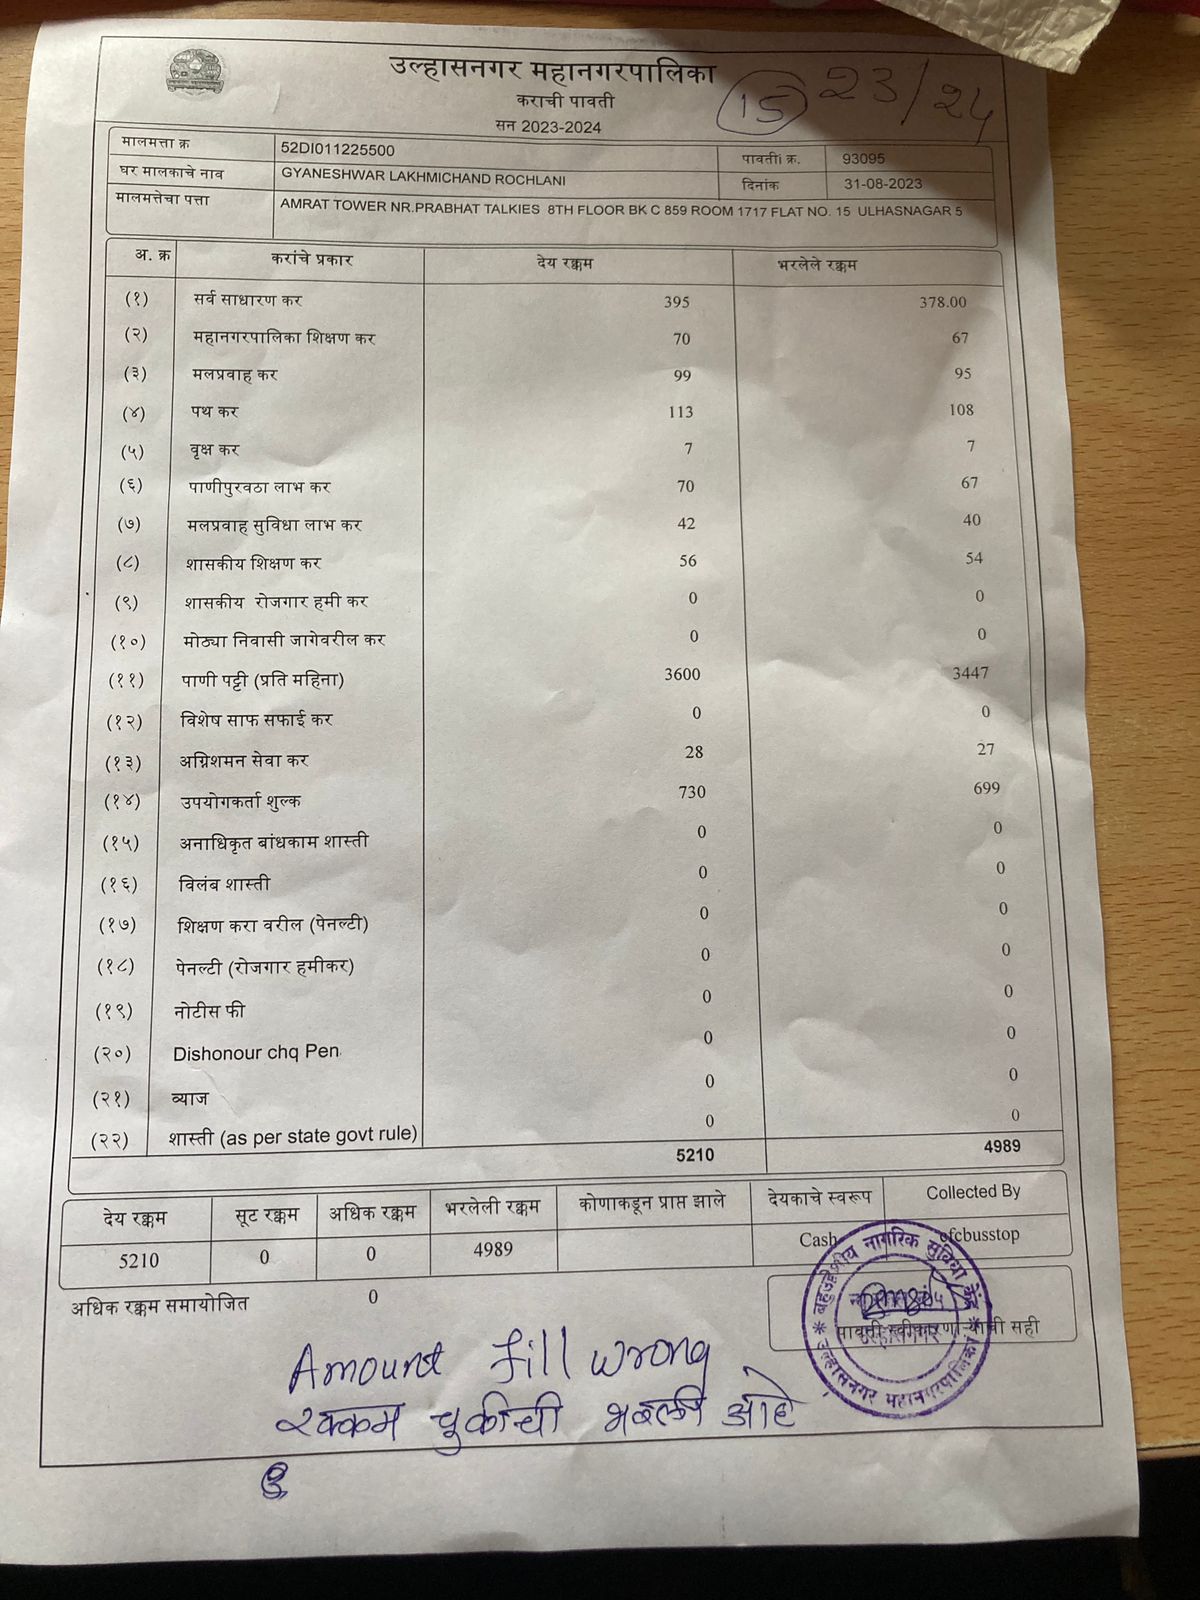 उल्हासनगर महानगरपालिका
कराची पावती
सन 2023-2024
15 23/24
मालमत्ता क्र 52DI011225500 पावतीi क्र. 93095
घर मालकाचे नाव GYANESHWAR LAKHMICHAND ROCHLANI दिनांक 31-08-2023
मालमत्तेचा पत्ता AMRAT TOWER NR.PRABHAT TALKIES 8TH FLOOR BK C 859 ROOM 1717 FLAT NO. 15 ULHASNAGAR 5
अ. क्र करांचे प्रकार देय रक्कम भरलेले रक्कम
(१) सर्व साधारण कर 395 378.00
(२) महानगरपालिका शिक्षण कर 70 67
(३) मलप्रवाह कर 99 95
(४) पथ कर 113 108
(५) वृक्ष कर 7 7
(६) पाणीपुरवठा लाभ कर 70 67
(७) मलप्रवाह सुविधा लाभ कर 42 40
(८) शासकीय शिक्षण कर 56 54
(९) शासकीय रोजगार हमी कर 0 0
(१०) मोठ्या निवासी जागेवरील कर 0 0
(११) पाणी पट्टी (प्रति महिना) 3600 3447
(१२) विशेष साफ सफाई कर 0 0
(१३) अग्निशमन सेवा कर 28 27
(१४) उपयोगकर्ता शुल्क 730 699
(१५) अनाधिकृत बांधकाम शास्ती 0 0
(१६) विलंब शास्ती 0 0
(१७) शिक्षण करा वरील (पेनल्टी) 0 0
(१८) पेनल्टी (रोजगार हमीकर) 0 0
(१९) नोटीस फी 0 0
(२०) Dishonour chq Pen 0 0
(२१) व्याज 0 0
(२२) शास्ती (as per state govt rule) 0 0
5210 4989
देय रक्कम सूट रक्कम अधिक रक्कम भरलेली रक्कम कोणाकडून प्राप्त झाले देयकाचे स्वरूप Collected By
5210 0 0 4989 Cash cfcbusstop
अधिक रक्कम समायोजित 0
पावती स्वीकारणाऱ्याची सही
बहुउद्देशीय नागरिक सुविधा केंद्र
उल्हासनगर महानगरपालिका
Amount fill wrong
रक्कम चुकीची भरली आहे